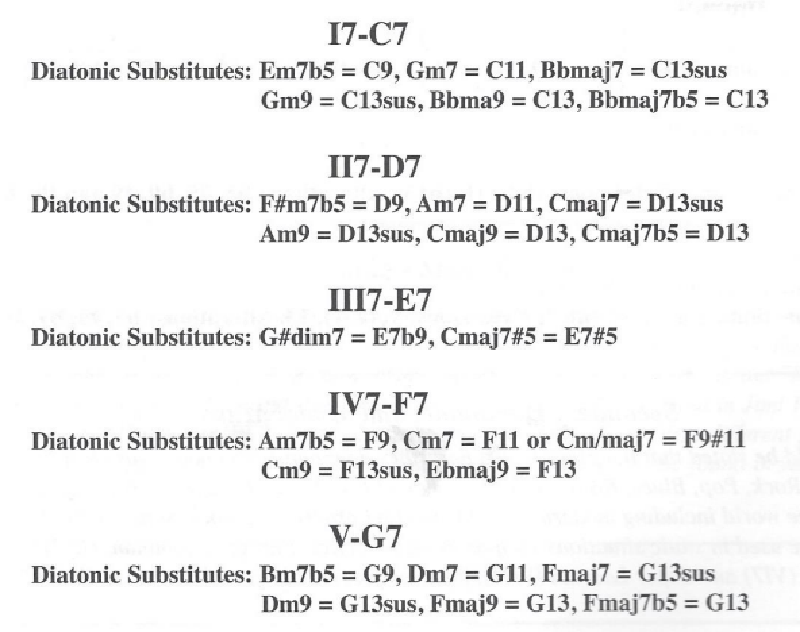 I7-C7
Diatonic Substitutes: Em7b5 = C9, Gm7 = C11, Bbmaj7 = C13sus
Gm9 = C13sus, Bbma9 = C13, Bbmaj7b5 = C13
II7-D7
Diatonic Substitutes: F#m7b5 = D9, Am7 = D11, Cmaj7 = D13sus
Am9 = D13sus, Cmaj9 = D13, Cmaj7b5 = D13
III7-E7
Diatonic Substitutes: G#dim7 = E7b9, Cmaj7#5 = E7#5
IV7-F7
Diatonic Substitutes: Am7b5 = F9, Cm7 = F11 or Cm/maj7 = F9#11
Cm9 = F13sus, Ebmaj9 = F13
V-G7
Diatonic Substitutes: Bm7b5 = G9, Dm7 = G11, Fmaj7 = G13sus
Dm9 = G13sus, Fmaj9 = G13, Fmaj7b5 = G13